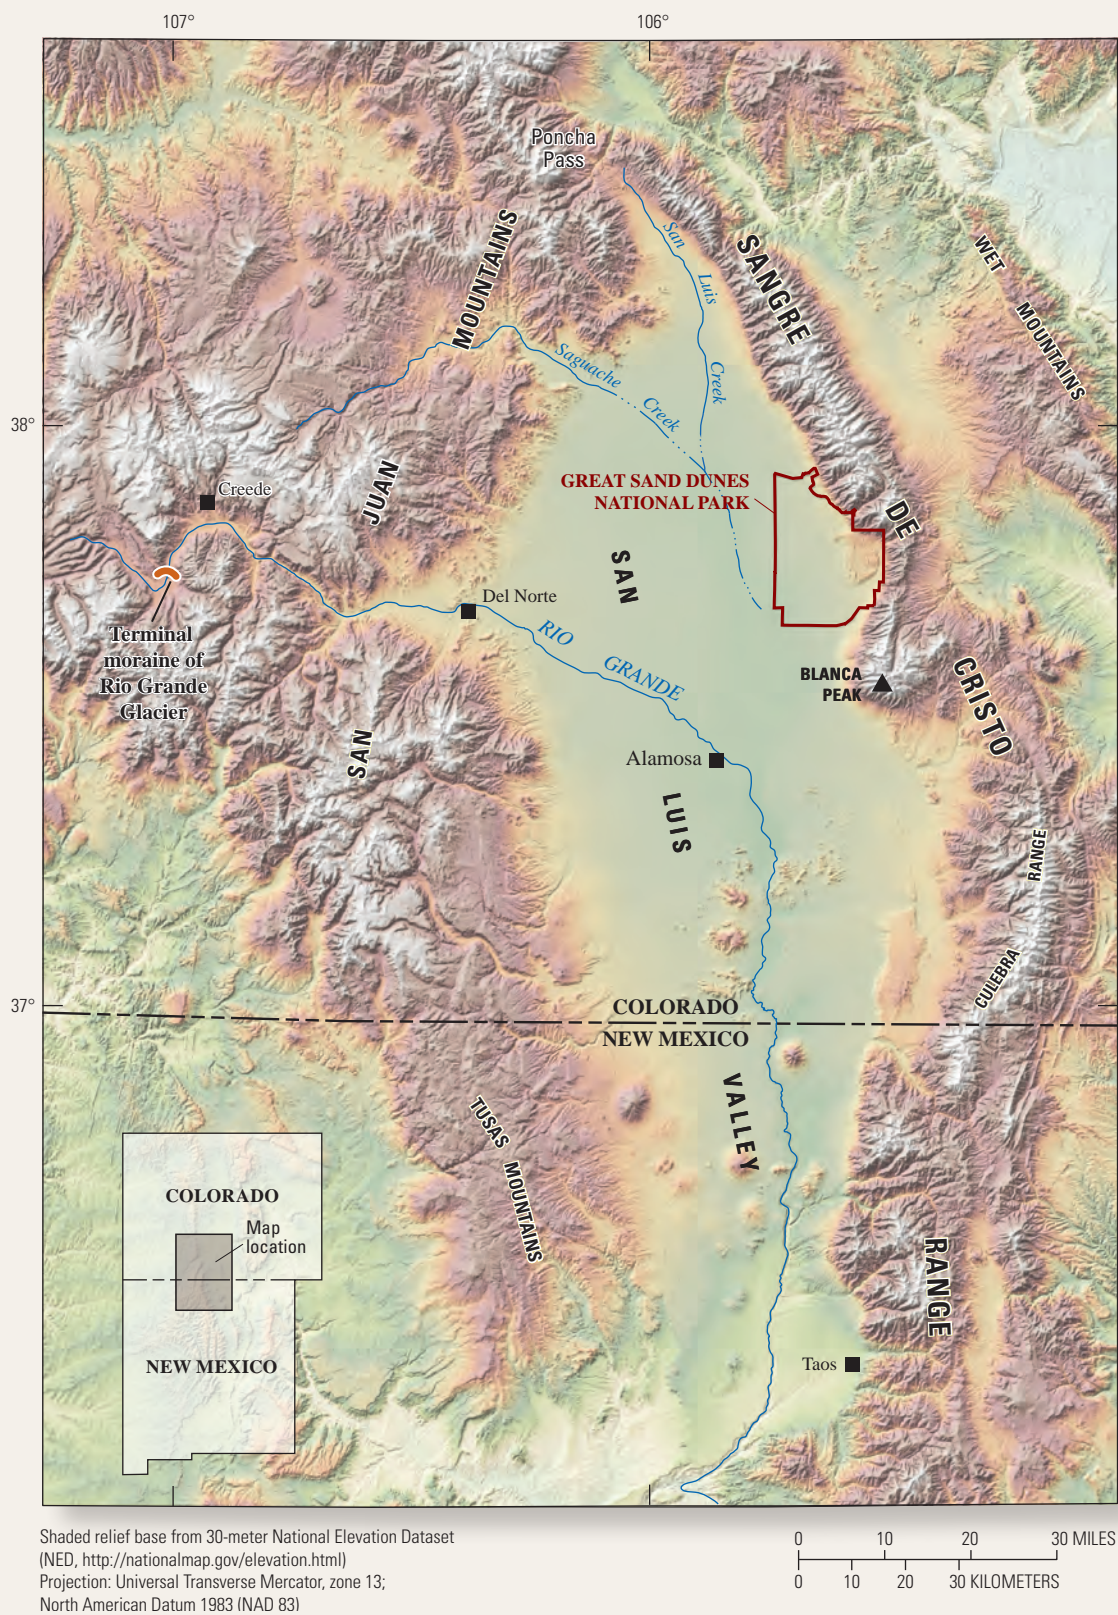 107°
106°
Poncha
Pass
San
Luis
Creek
SANGRE
WET
MOUNTAINS
MOUNTAINS
Saguache
Creek
38°
JUAN
Creede
GREAT SAND DUNES
NATIONAL PARK
DE
SAN
Del Norte
RIO
GRANDE
Terminal
moraine of
Rio Grande
Glacier
BLANCA
PEAK
CRISTO
SAN
Alamosa
LUIS
RANGE
CULEBRA
37°
COLORADO
NEW MEXICO
VALLEY
TUSAS
MOUNTAINS
COLORADO
Map
location
RANGE
NEW MEXICO
Taos
Shaded relief base from 30-meter National Elevation Dataset
(NED, http://nationalmap.gov/elevation.html)
Projection: Universal Transverse Mercator, zone 13;
North American Datum 1983 (NAD 83)
0 10 20 30 MILES
0 10 20 30 KILOMETERS